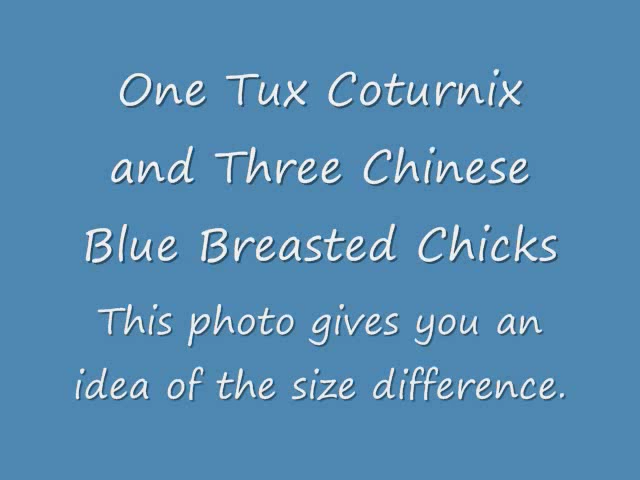 One Tux Coturnix
and Three Chinese
Blue Breasted Chicks
This photo gives you an
idea of the size difference.